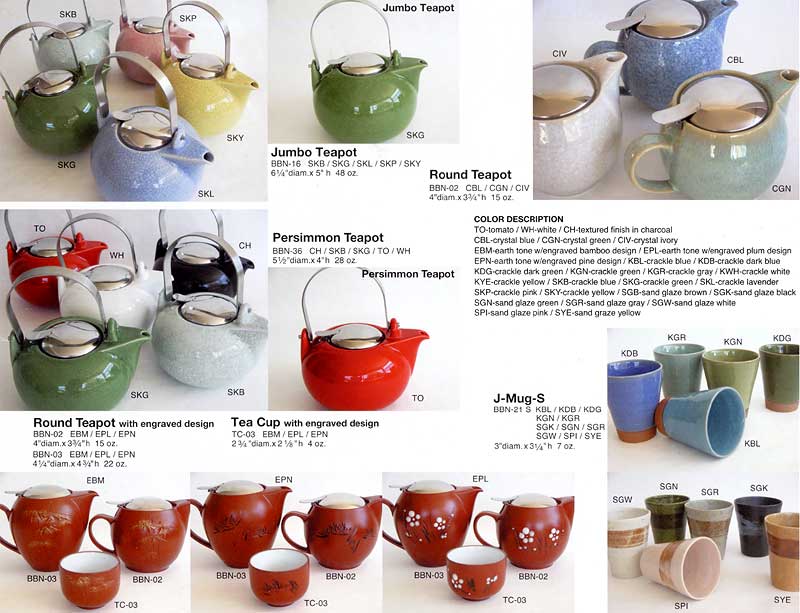 SKB
SKP
SKY
SKG
SKL
Jumbo Teapot
SKG
Jumbo Teapot
BBN-16 SKB / SKG / SKL / SKP / SKY
6¼"diam.x 5" h 48 oz.
CIV
CBL
CGN
Round Teapot
BBN-02 CBL / CGN / CIV
4"diam.x 3¾" h 15 oz.
TO
WH
CH
SKG
SKB
Persimmon Teapot
BBN-36 CH / SKB / SKG / TO / WH
5½"diam.x 4" h 28 oz.
Persimmon Teapot
TO
COLOR DESCRIPTION
TO-tomato / WH-white / CH-textured finish in charcoal
CBL-crystal blue / CGN-crystal green / CIV-crystal ivory
EBM-earth tone w/engraved bamboo design / EPL-earth tone w/engraved plum design
EPN-earth tone w/engraved pine design / KBL-crackle blue / KDB-crackle dark blue
KDG-crackle dark green / KGN-crackle green / KGR-crackle gray / KWH-crackle white
KYE-crackle yellow / SKB-crackle blue / SKG-crackle green / SKL-crackle lavender
SKP-crackle pink / SKY-crackle yellow / SGB-sand glaze brown / SGK-sand glaze black
SGN-sand glaze green / SGR-sand glaze gray / SGW-sand glaze white
SPI-sand glaze pink / SYE-sand graze yellow
J-Mug-S
BBN-21 S KBL / KDB / KDG
KGN / KGR
SGK / SGN / SGR
SGW / SPI / SYE
3"diam.x 3¼" h 7 oz.
KDB
KGR
KGN
KDG
KBL
Round Teapot with engraved design
BBN-02 EBM / EPL / EPN
4"diam.x 3¾" h 15 oz.
BBN-03 EBM / EPL / EPN
4¼"diam.x 4¾" h 22 oz.
Tea Cup with engraved design
TC-03 EBM / EPL / EPN
2¾"diam.x 2⅛" h 4 oz.
EBM
BBN-03
BBN-02
TC-03
EPN
BBN-03
BBN-02
TC-03
EPL
BBN-03
BBN-02
TC-03
SGW
SGN
SGR
SGK
SPI
SYE